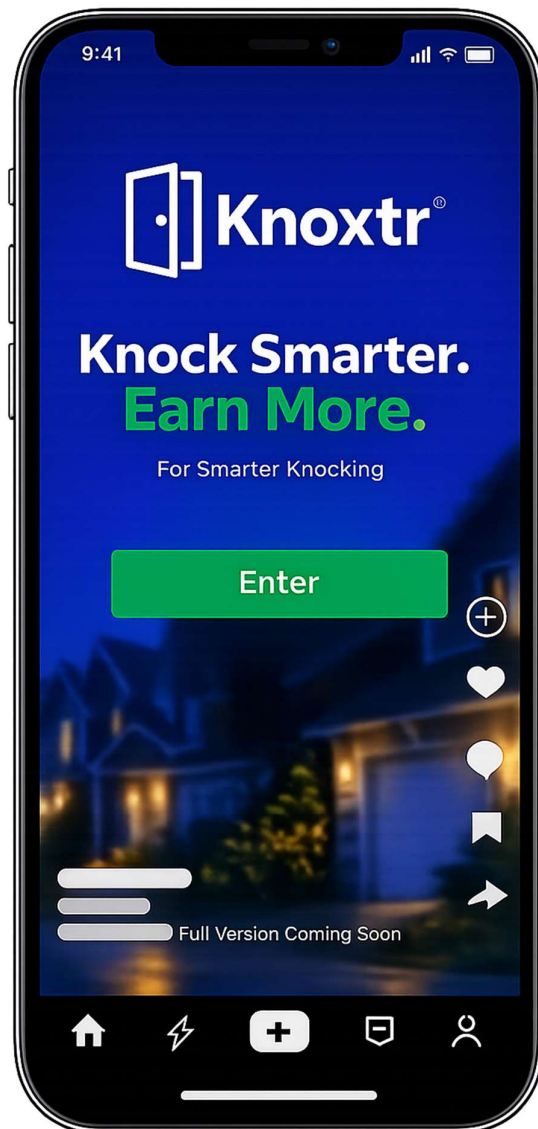 9:41
Knoxtr®
Knock Smarter.
Earn More.
For Smarter Knocking
Enter
Full Version Coming Soon